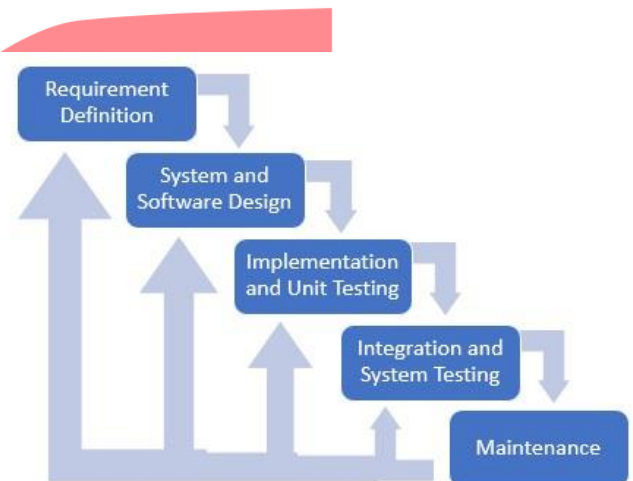 Requirement
Definition
System and
Software Design
Implementation
and Unit Testing
Integration and
System Testing
Maintenance